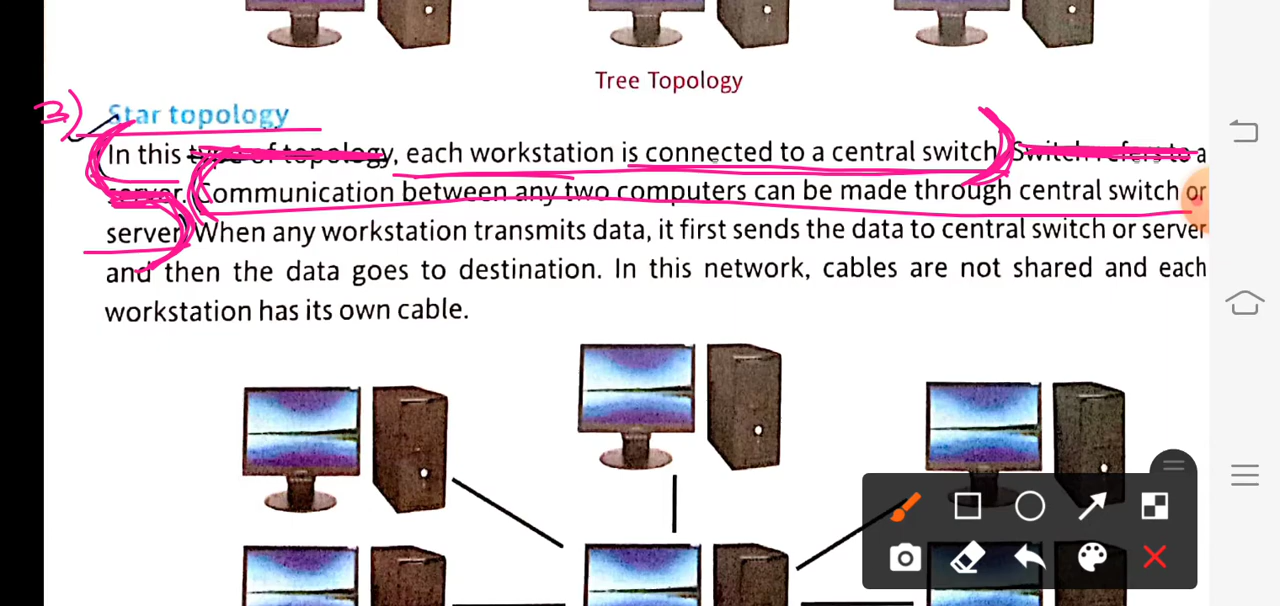 Tree Topology
3) Star topology
In this type of topology, each workstation is connected to a central switch. Switch refers to a
server. Communication between any two computers can be made through central switch or
server. When any workstation transmits data, it first sends the data to central switch or server
and then the data goes to destination. In this network, cables are not shared and each
workstation has its own cable.